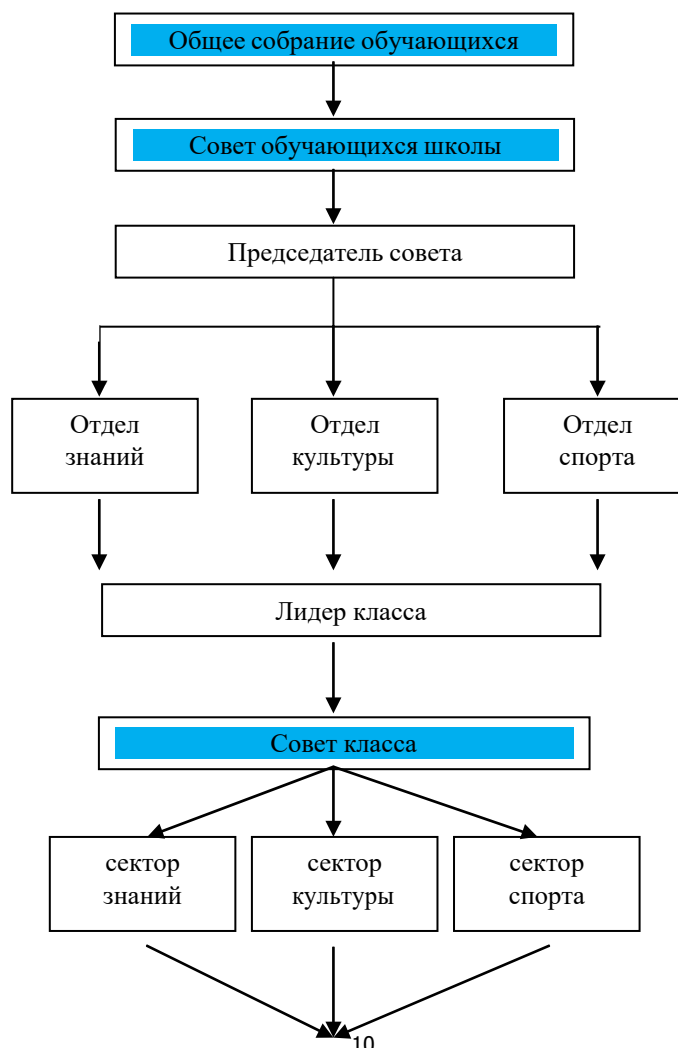 Общее собрание обучающихся
Совет обучающихся школы
Председатель совета
Отдел
знаний
Отдел
культуры
Отдел
спорта
Лидер класса
Совет класса
сектор
знаний
сектор
культуры
сектор
спорта
10